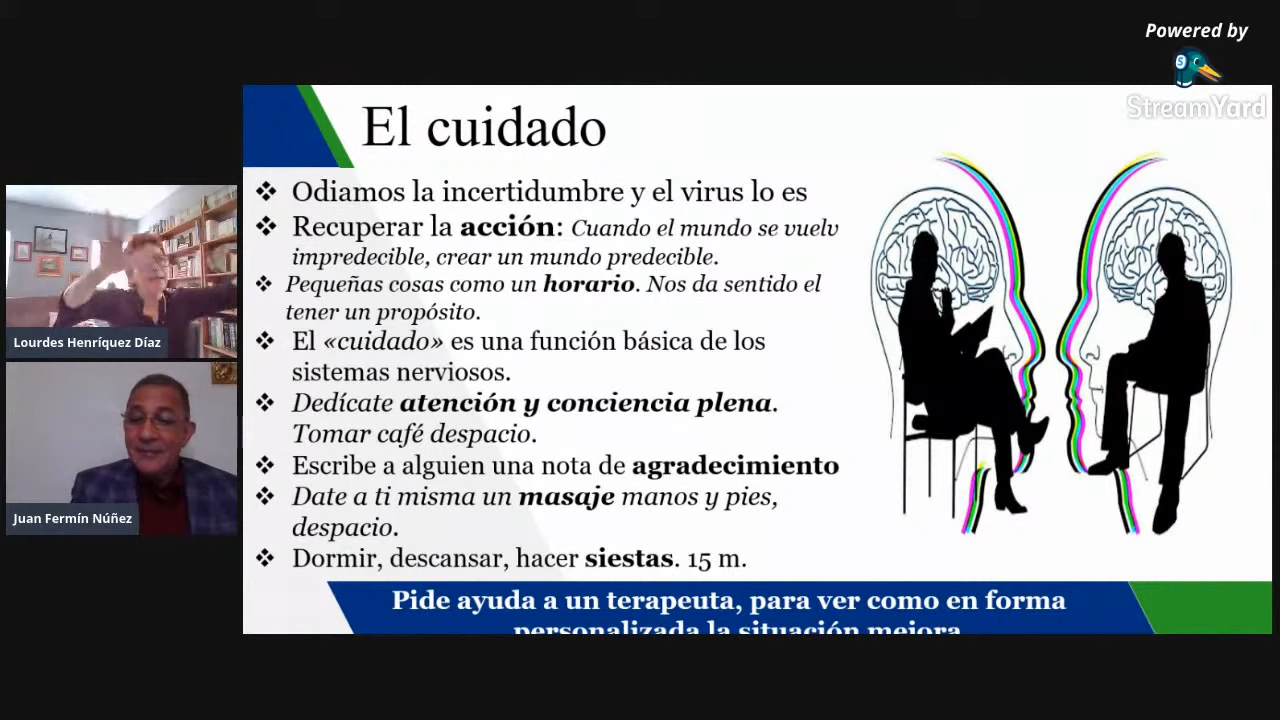 Powered by
StreamYard
El cuidado
❖ Odiamos la incertidumbre y el virus lo es
❖ Recuperar la acción: Cuando el mundo se vuelv
impredecible, crear un mundo predecible.
❖ Pequeñas cosas como un horario. Nos da sentido el
tener un propósito.
❖ El «cuidado» es una función básica de los
sistemas nerviosos.
❖ Dedícate atención y conciencia plena.
Tomar café despacio.
❖ Escribe a alguien una nota de agradecimiento
❖ Date a ti misma un masaje manos y pies,
despacio.
❖ Dormir, descansar, hacer siestas. 15 m.
Pide ayuda a un terapeuta, para ver como en forma
personalizada la situación mejora
Lourdes Henríquez Díaz
Juan Fermín Núñez